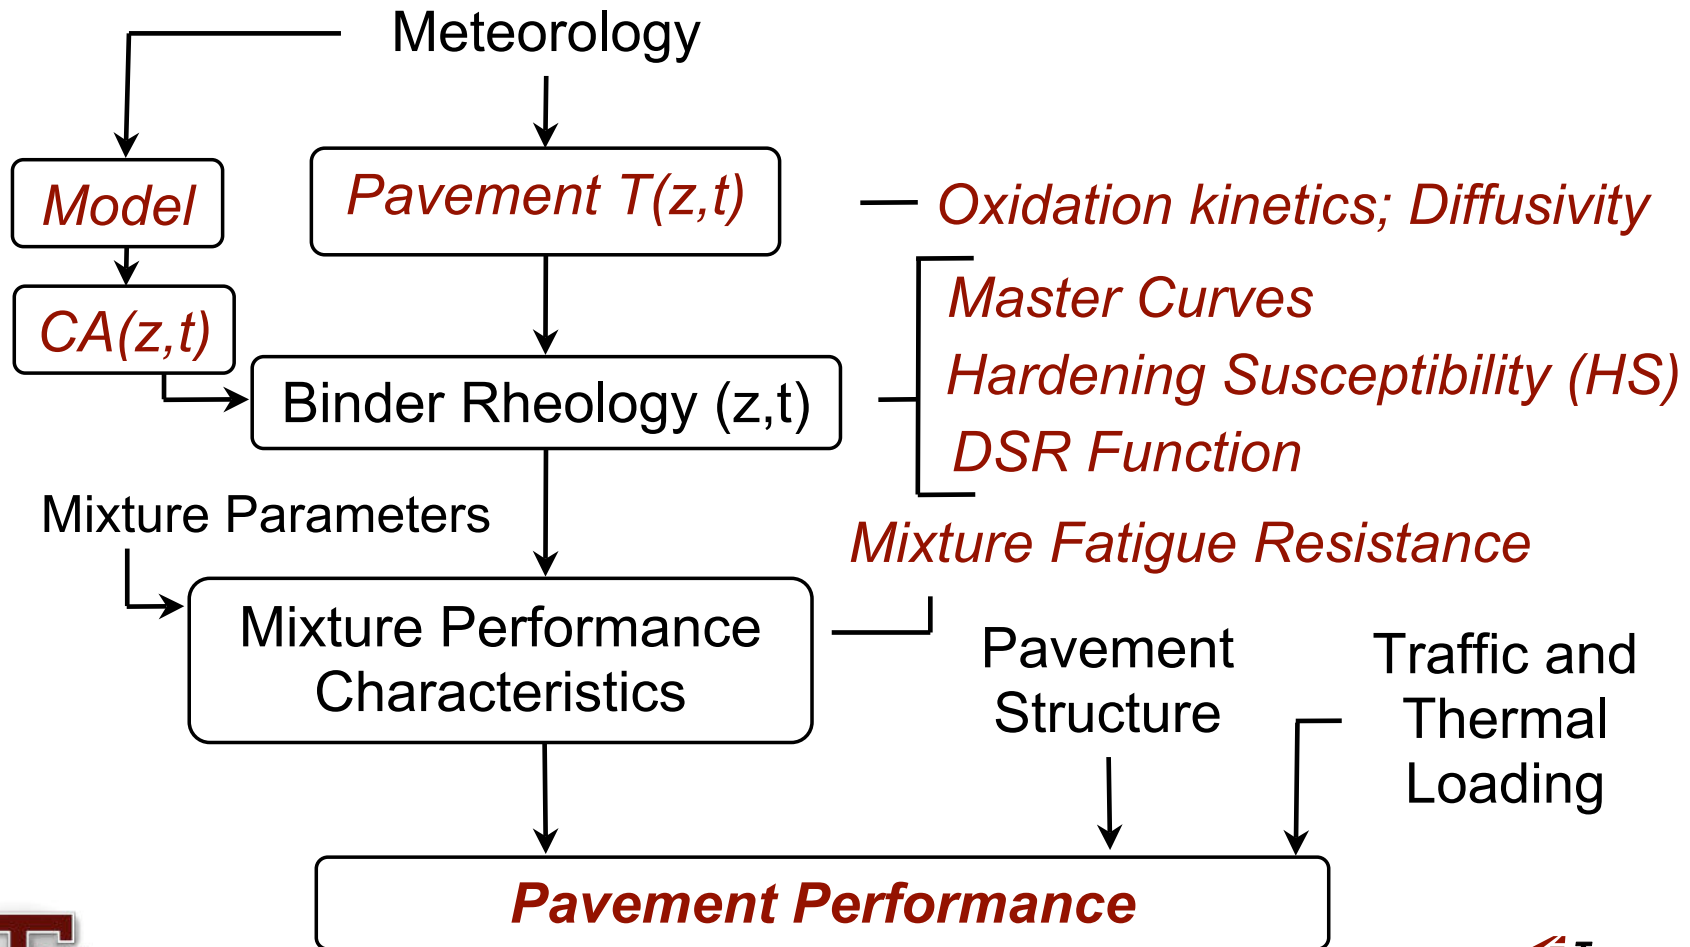 Meteorology
Model
Pavement T(z,t)
Oxidation kinetics; Diffusivity
CA(z,t)
Master Curves
Hardening Susceptibility (HS)
Binder Rheology (z,t)
DSR Function
Mixture Parameters
Mixture Fatigue Resistance
Mixture Performance
Characteristics
Pavement
Structure
Traffic and
Thermal
Loading
Pavement Performance